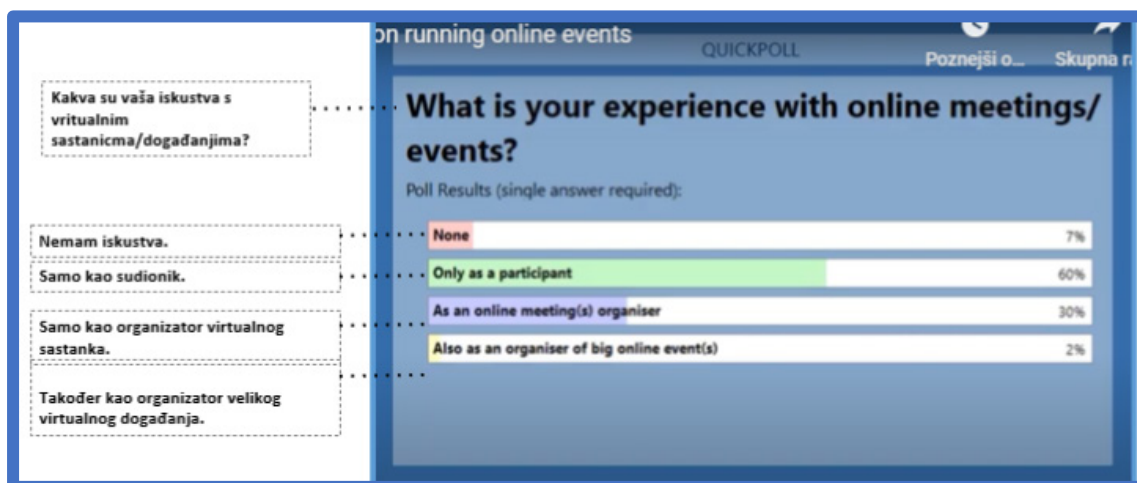 on running online events
QUICKPOLL
Poznejši o...
Skupna
Kakva su vaša iskustva s
vritualnim
sastanicma/događanjima?
What is your experience with online meetings/
events?
Poll Results (single answer required):
Nemam iskustva.
None 7%
Samo kao sudionik.
Only as a participant 60%
Samo kao organizator virtualnog
sastanka.
As an online meeting(s) organiser 30%
Također kao organizator velikog
virtualnog događanja.
Also as an organiser of big online event(s) 2%